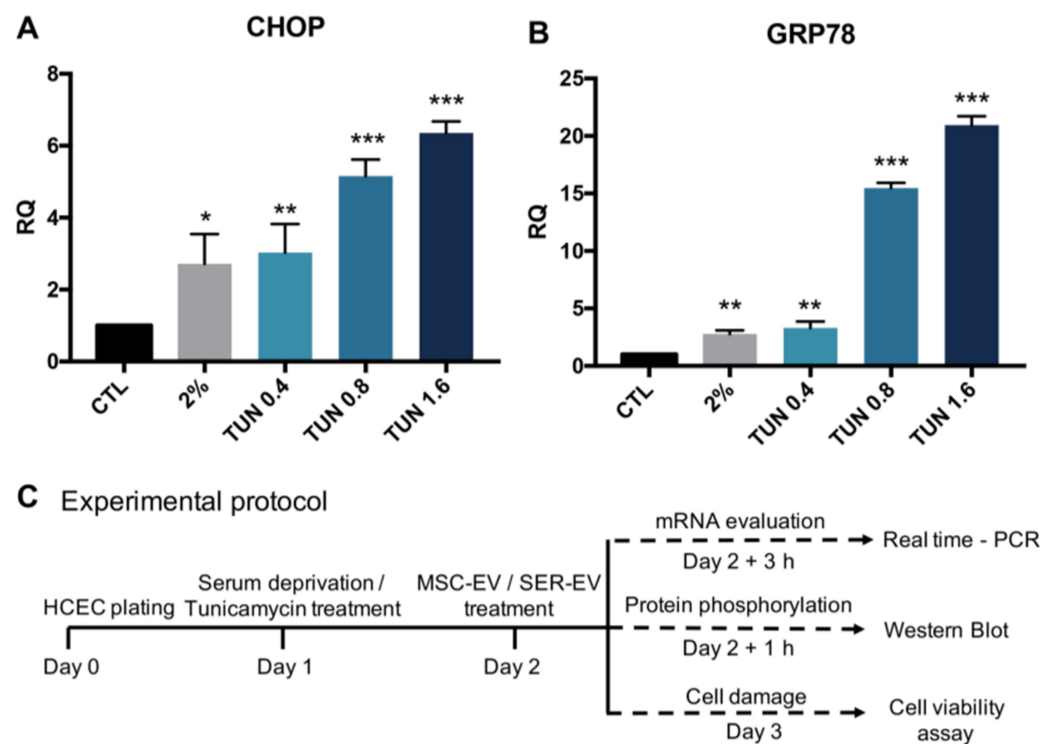 A
CHOP
RQ
8
6
4
2
0
*
**
***
***
CTL
2%
TUN 0.4
TUN 0.8
TUN 1.6
B
GRP78
RQ
25
20
15
10
5
0
**
**
***
***
CTL
2%
TUN 0.4
TUN 0.8
TUN 1.6
C Experimental protocol
HCEC plating
Day 0
Serum deprivation /
Tunicamycin treatment
Day 1
MSC-EV / SER-EV
treatment
Day 2
mRNA evaluation
Day 2 + 3 h
Real time - PCR
Protein phosphorylation
Day 2 + 1 h
Western Blot
Cell damage
Day 3
Cell viability
assay